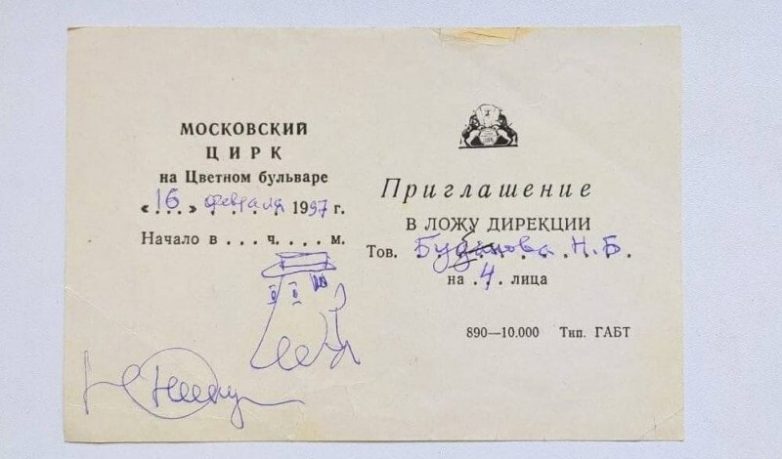 МОСКОВСКИЙ
ЦИРК
на Цветном бульваре
«16» февраля 1997 г.
Начало в . . . ч. . . . м.
Приглашение
В ЛОЖУ ДИРЕКЦИИ
Тов. Буданова Н.Б.
на 4 лица
890—10.000 Тип. ГАБТ